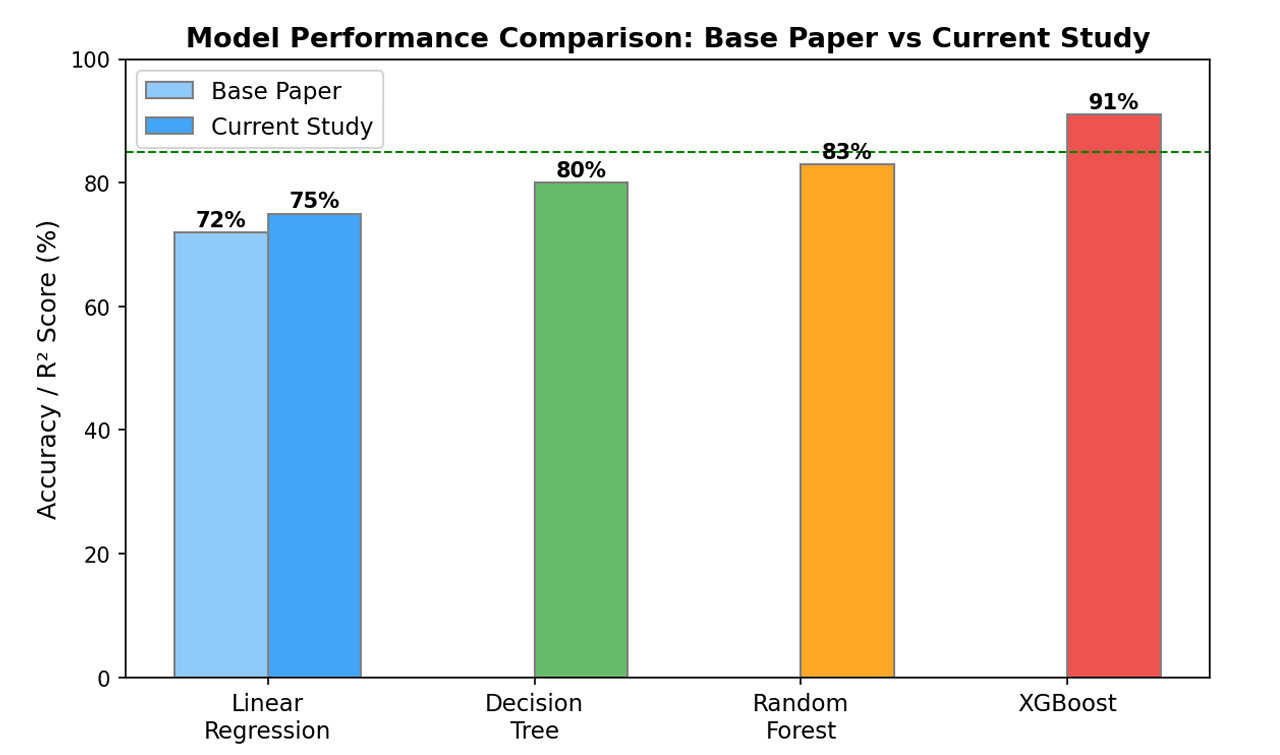 Model Performance Comparison: Base Paper vs Current Study
100
80
60
40
20
0
Accuracy / R² Score (%)
Base Paper
Current Study
72%
75%
80%
83%
91%
Linear
Regression
Decision
Tree
Random
Forest
XGBoost